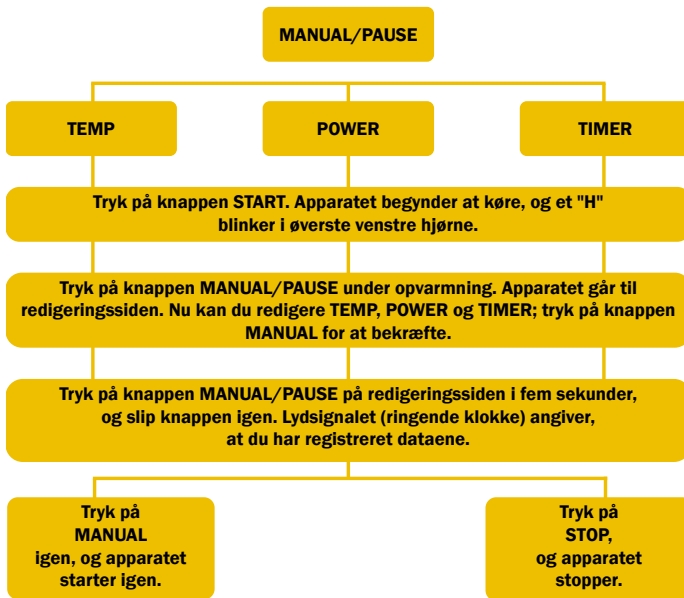 MANUAL/PAUSE
TEMP
POWER
TIMER
Tryk på knappen START. Apparatet begynder at køre, og et "H"
blinker i øverste venstre hjørne.
Tryk på knappen MANUAL/PAUSE under opvarmning. Apparatet går til
redigeringssiden. Nu kan du redigere TEMP, POWER og TIMER; tryk på knappen
MANUAL for at bekræfte.
Tryk på knappen MANUAL/PAUSE på redigeringssiden i fem sekunder,
og slip knappen igen. Lydsignalet (ringende klokke) angiver,
at du har registreret dataene.
Tryk på
MANUAL
igen, og apparatet
starter igen.
Tryk på
STOP,
og apparatet
stopper.